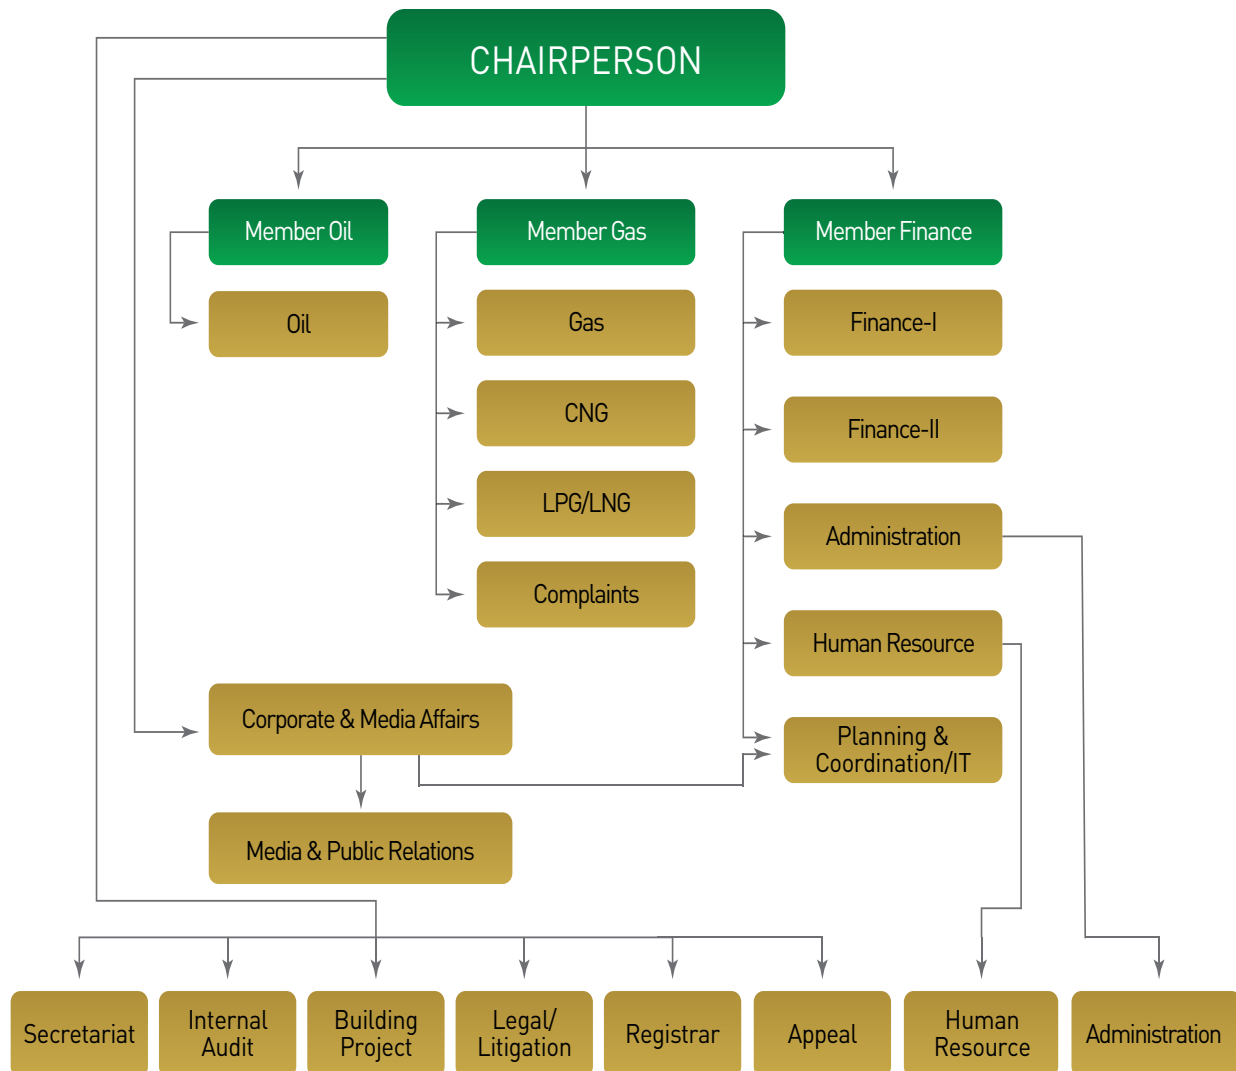 CHAIRPERSON
Member Oil
Member Gas
Member Finance
Oil
Gas
Finance-I
CNG
Finance-II
LPG/LNG
Administration
Complaints
Human Resource
Corporate & Media Affairs
Planning &
Coordination/IT
Media & Public Relations
Secretariat
Internal
Audit
Building
Project
Legal/
Litigation
Registrar
Appeal
Human
Resource
Administration